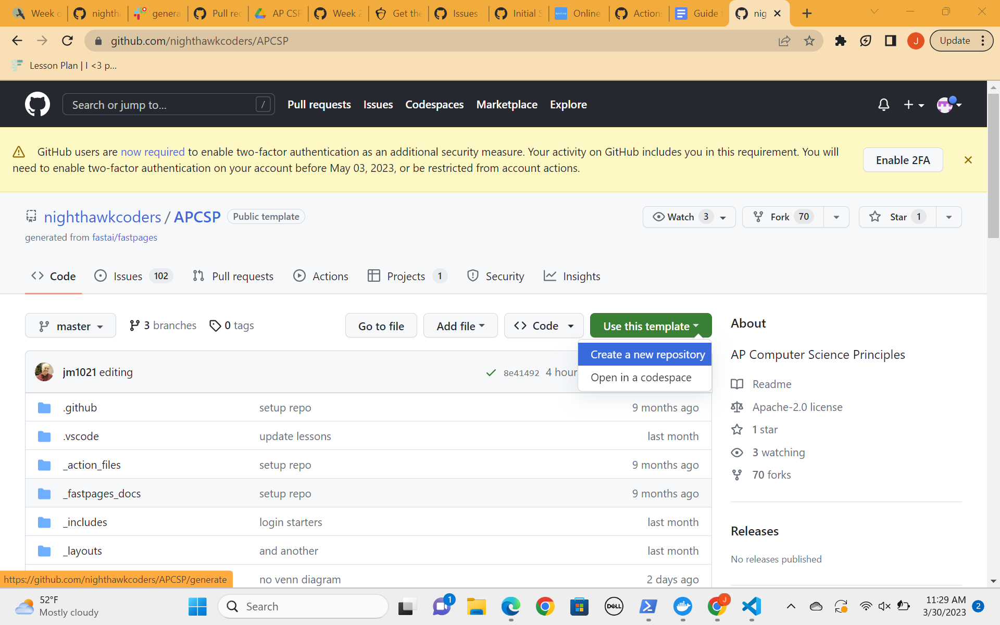 Week o
nightha
genera
Pull rec
AP CSP
Week 2
Get the
Issues
Initial S
Online
Actions
Guide t
nig
github.com/nighthawkcoders/APCSP
J
Update
Lesson Plan | I <3 p...
Search or jump to...
/
Pull requests
Issues
Codespaces
Marketplace
Explore
GitHub users are now required to enable two-factor authentication as an additional security measure. Your activity on GitHub includes you in this requirement. You will
need to enable two-factor authentication on your account before May 03, 2023, or be restricted from account actions.
Enable 2FA
nighthawkcoders / APCSP
Public template
Watch 3
Fork 70
Star 1
generated from fastai/fastpages
Code
Issues 102
Pull requests
Actions
Projects 1
Security
Insights
master
3 branches
0 tags
Go to file
Add file
Code
Use this template
Create a new repository
Open in a codespace
jm1021 editing
8e41492 4 hour
.github
setup repo
9 months ago
.vscode
update lessons
last month
_action_files
setup repo
9 months ago
_fastpages_docs
setup repo
9 months ago
_includes
login starters
last month
_layouts
and another
last month
no venn diagram
2 days ago
About
AP Computer Science Principles
Readme
Apache-2.0 license
1 star
3 watching
70 forks
Releases
No releases published
https://github.com/nighthawkcoders/APCSP/generate
52°F
Mostly cloudy
Search
1
DELL
J
11:29 AM
3/30/2023
2